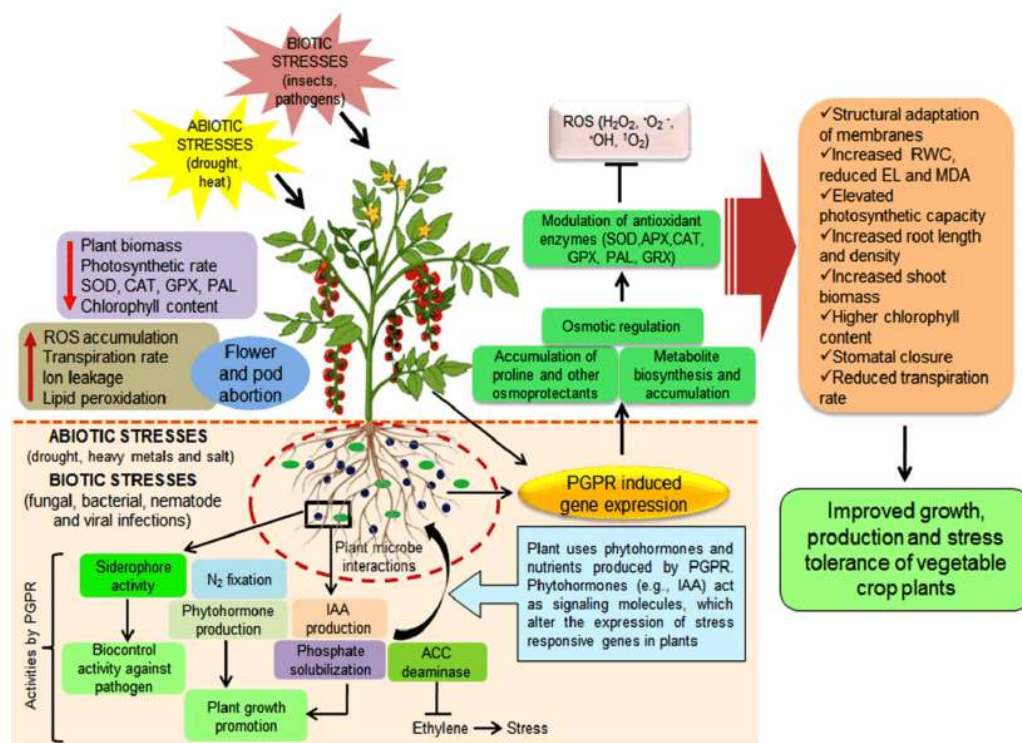 BIOTIC
STRESSES
(insects,
pathogens)
ABIOTIC
STRESSES
(drought,
heat)
Plant biomass
Photosynthetic rate
SOD, CAT, GPX, PAL
Chlorophyll content
ROS accumulation
Transpiration rate
Ion leakage
Lipid peroxidation
Flower
and pod
abortion
ROS (H₂O₂, •O₂⁻,
•OH, ¹O₂)
Modulation of antioxidant
enzymes (SOD,APX,CAT,
GPX, PAL, GRX)
Osmotic regulation
Accumulation of
proline and other
osmoprotectants
Metabolite
biosynthesis and
accumulation
✓Structural adaptation
of membranes
✓Increased RWC,
reduced EL and MDA
✓Elevated
photosynthetic capacity
✓Increased root length
and density
✓Increased shoot
biomass
✓Higher chlorophyll
content
✓Stomatal closure
✓Reduced transpiration
rate
Improved growth,
production and stress
tolerance of vegetable
crop plants
ABIOTIC STRESSES
(drought, heavy metals and salt)
BIOTIC STRESSES
(fungal, bacterial, nematode
and viral infections)
Plant microbe
interactions
PGPR induced
gene expression
Plant uses phytohormones and
nutrients produced by PGPR.
Phytohormones (e.g., IAA) act
as signaling molecules, which
alter the expression of stress
responsive genes in plants
Activities by PGPR
Siderophore
activity
N₂ fixation
Phytohormone
production
IAA
production
Phosphate
solubilization
ACC
deaminase
Biocontrol
activity against
pathogen
Plant growth
promotion
Ethylene
Stress